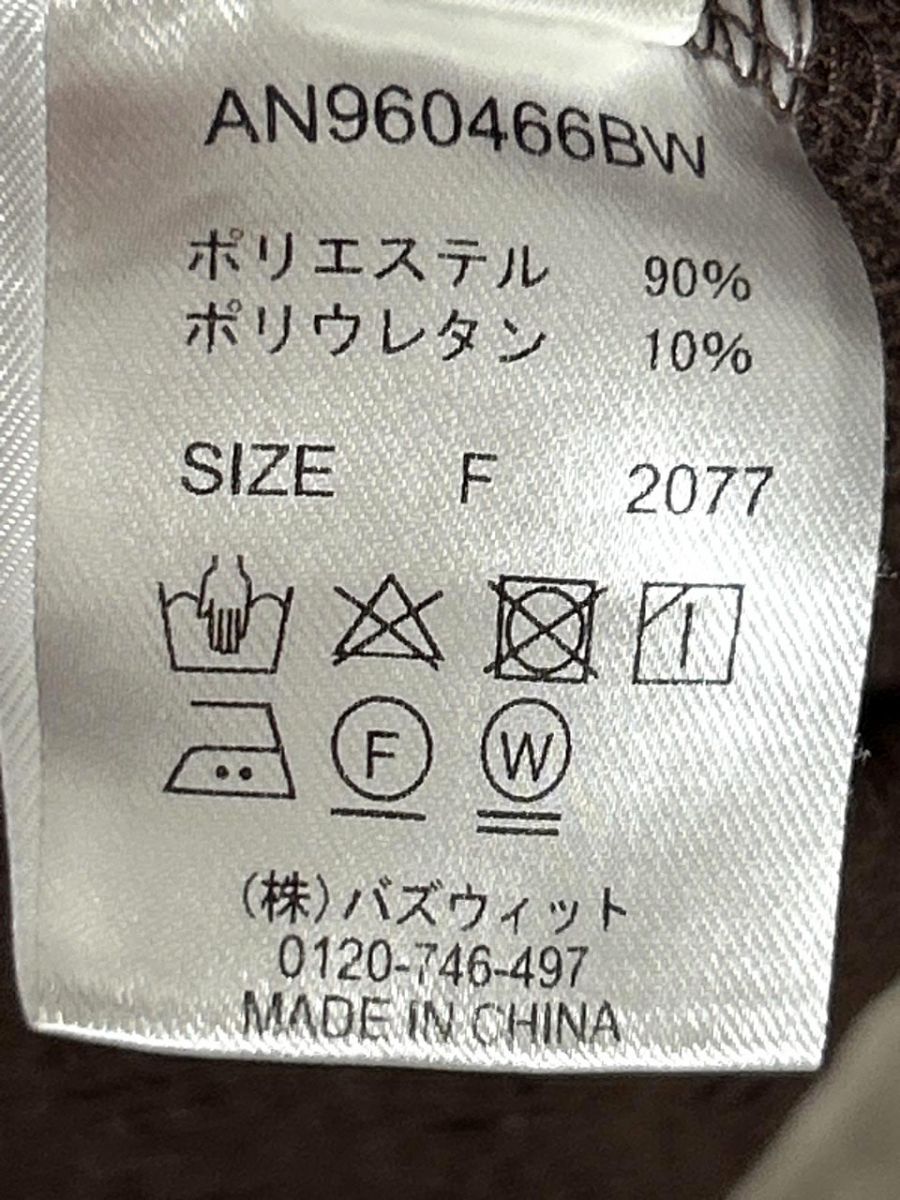 AN960466BW
ポリエステル 90%
ポリウレタン 10%
SIZE F 2077
F W
(株)バズウィット
0120-746-497
MADE IN CHINA